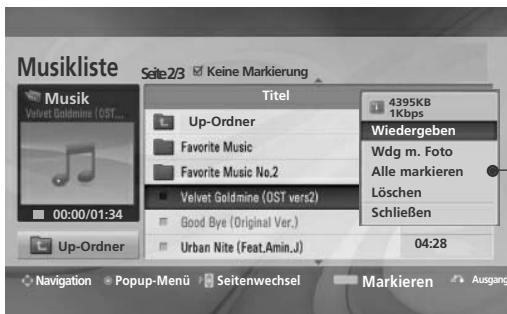 Musikliste
Seite 2/3 Keine Markierung
Musik
Velvet Goldmine (OST...
00:00/01:34
Up-Ordner
Titel
Up-Ordner
Favorite Music
Favorite Music No.2
Velvet Goldmine (OST vers2)
Good Bye (Original Ver.)
Urban Nite (Feat.Amin.J)
04:28
4395KB
1Kbps
Wiedergeben
Wdg m. Foto
Alle markieren
Löschen
Schließen
Navigation Popup-Menü Seitenwechsel Markieren Ausgang